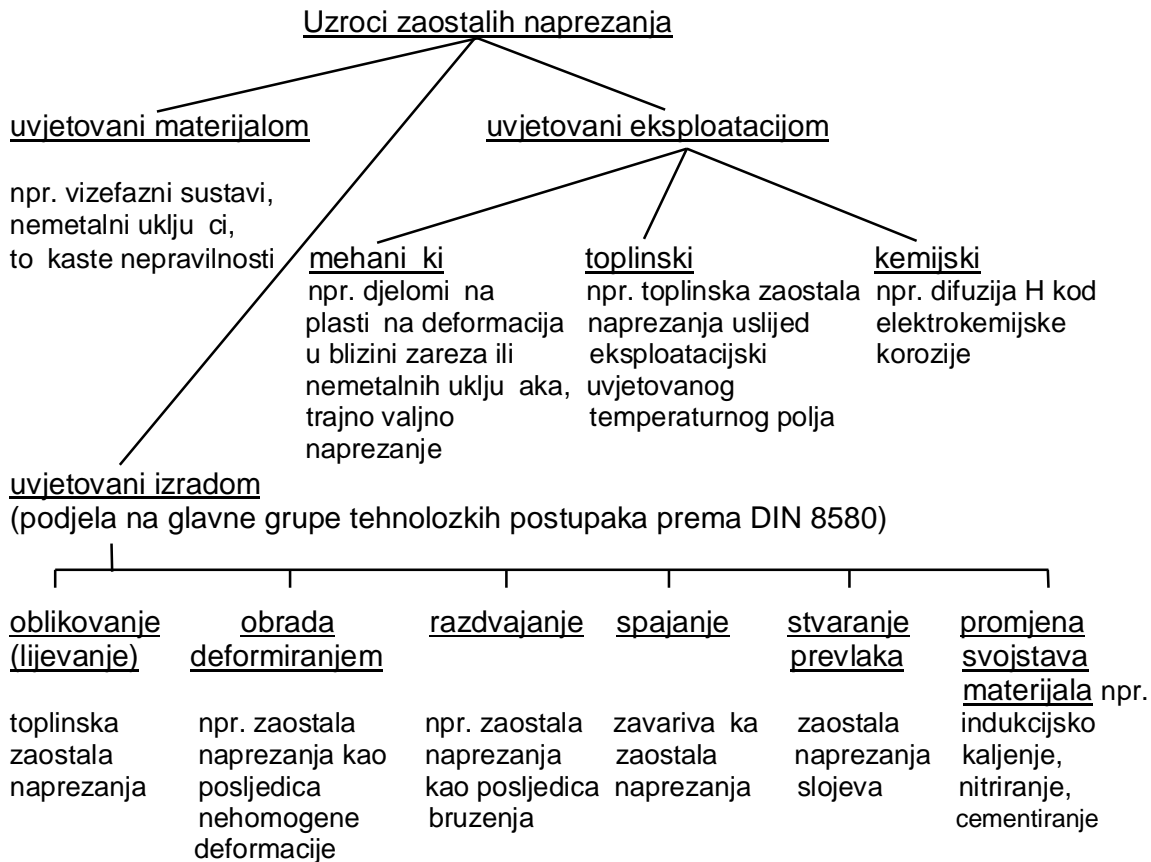 Uzroci zaostalih naprezanja
uvjetovani materijalom
npr. vizefazni sustavi,
nemetalni uklju ci,
to kaste nepravilnosti
uvjetovani eksploatacijom
mehani ki
npr. djelomi na
plasti na deformacija
u blizini zareza ili
nemetalnih uklju aka,
trajno valjno
naprezanje
toplinski
npr. toplinska zaostala
naprezanja uslijed
eksploatacijski
uvjetovanog
temperaturnog polja
kemijski
npr. difuzija H kod
elektrokemijske
korozije
uvjetovani izradom
(podjela na glavne grupe tehnolozkih postupaka prema DIN 8580)
oblikovanje
(lijevanje)
toplinska
zaostala
naprezanja
obrada
deformiranjem
npr. zaostala
naprezanja kao
posljedica
nehomogene
deformacije
razdvajanje
npr. zaostala
naprezanja
kao posljedica
bruzenja
spajanje
zavariva ka
zaostala
naprezanja
stvaranje
prevlaka
zaostala
naprezanja
slojeva
promjena
svojstava
materijala npr.
indukcijsko
kaljenje,
nitriranje,
cementiranje